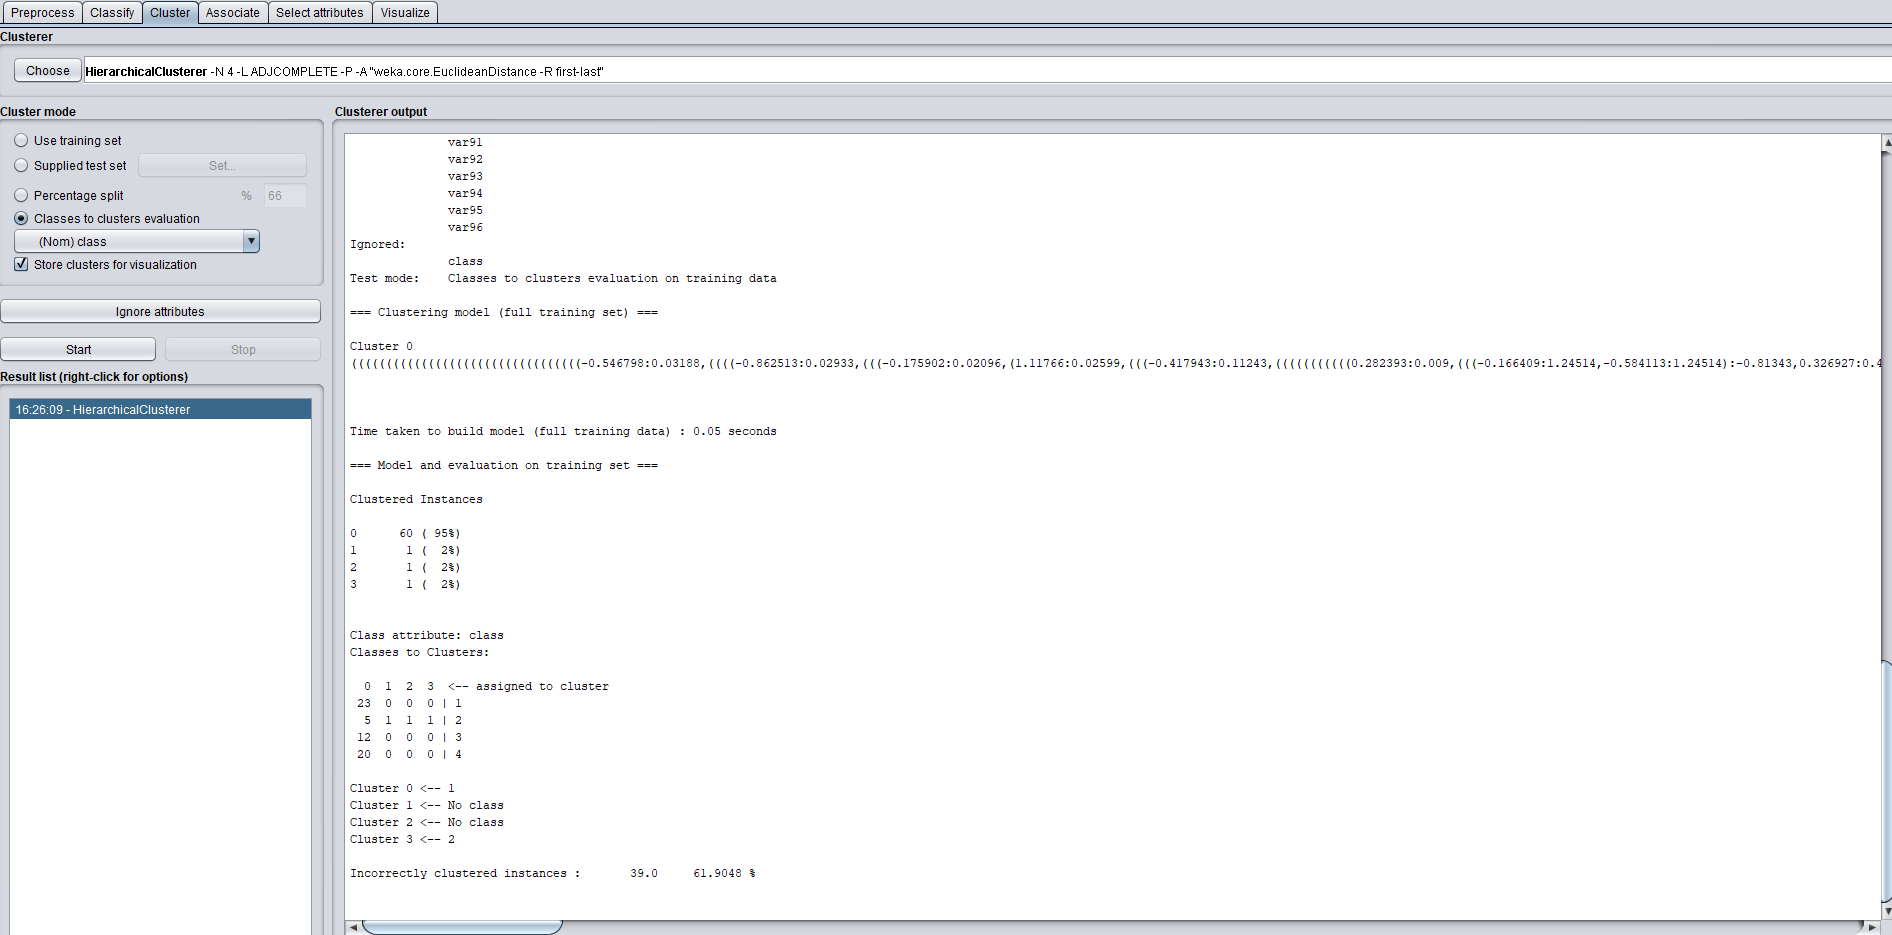 Preprocess Classify Cluster Associate Select attributes Visualize
Clusterer
Choose HierarchicalClusterer -N 4 -L ADJCOMPLETE -P -A "weka.core.EuclideanDistance -R first-last"
Cluster mode
Use training set
Supplied test set Set...
Percentage split % 66
Classes to clusters evaluation
(Nom) class
Store clusters for visualization
Ignore attributes
Start Stop
Result list (right-click for options)
16:26:09 - HierarchicalClusterer
Clusterer output
var91
var92
var93
var94
var95
var96
Ignored:
class
Test mode: Classes to clusters evaluation on training data
=== Clustering model (full training set) ===
Cluster 0
(((((((((((((((((((((((((((((((((-0.546798:0.03188,((((-0.862513:0.02933,(((-0.175902:0.02096,(1.11766:0.02599,(((-0.417943:0.11243,(((((((((((0.282393:0.009,(((-0.166409:1.24514,-0.584113:1.24514):-0.81343,0.326927:0.4
Time taken to build model (full training data) : 0.05 seconds
=== Model and evaluation on training set ===
Clustered Instances
0 60 ( 95%)
1 1 ( 2%)
2 1 ( 2%)
3 1 ( 2%)
Class attribute: class
Classes to Clusters:
0 1 2 3 <-- assigned to cluster
23 0 0 0 | 1
5 1 1 1 | 2
12 0 0 0 | 3
20 0 0 0 | 4
Cluster 0 <-- 1
Cluster 1 <-- No class
Cluster 2 <-- No class
Cluster 3 <-- 2
Incorrectly clustered instances : 39.0 61.9048 %